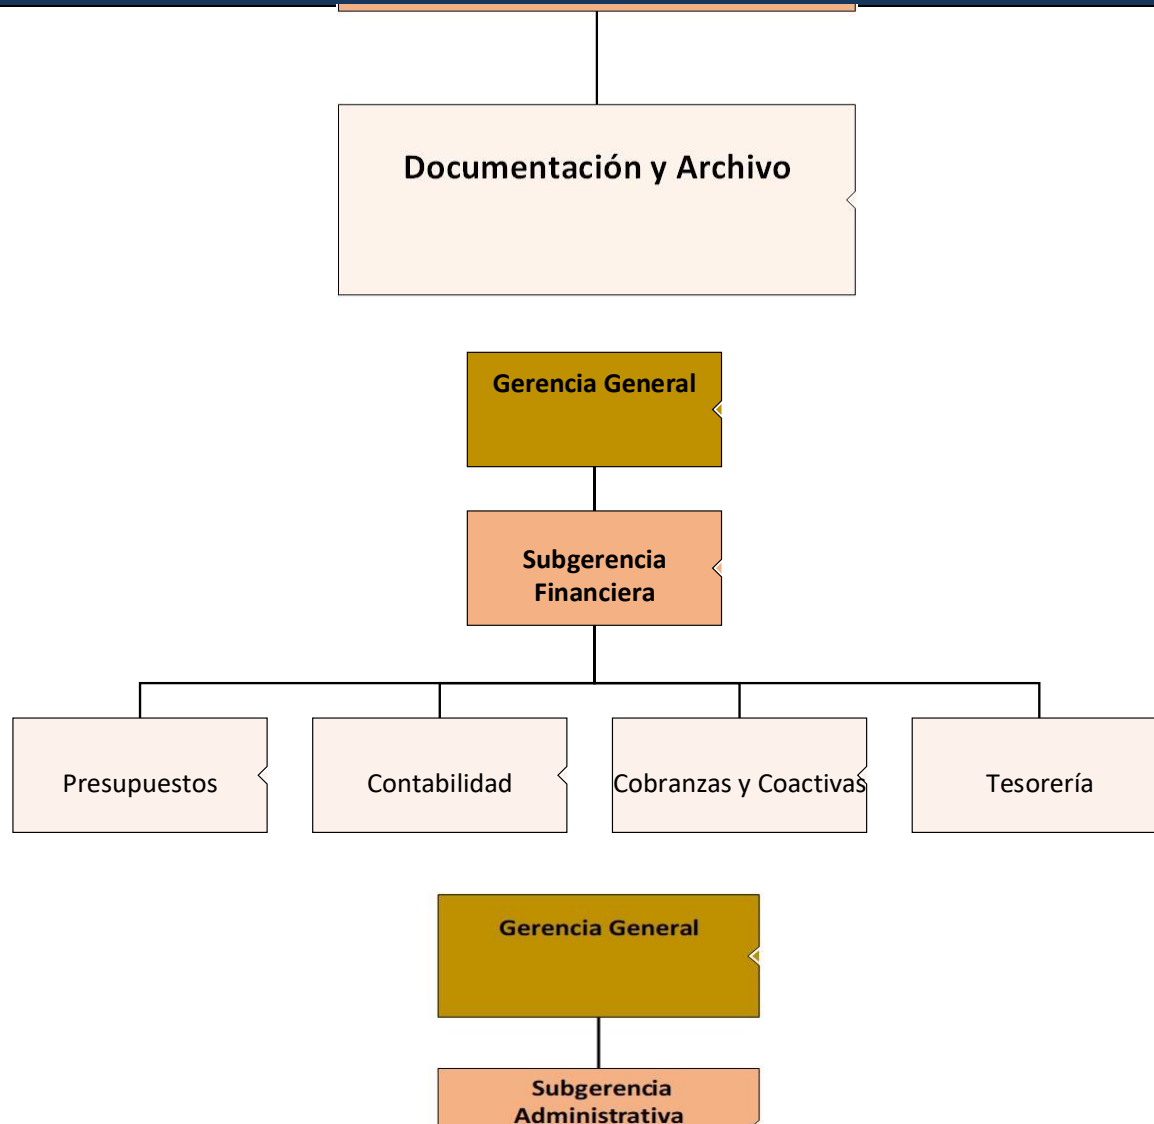 Documentación y Archivo
Gerencia General
Subgerencia
Financiera
Presupuestos
Contabilidad
Cobranzas y Coactivas
Tesorería
Gerencia General
Subgerencia
Administrativa